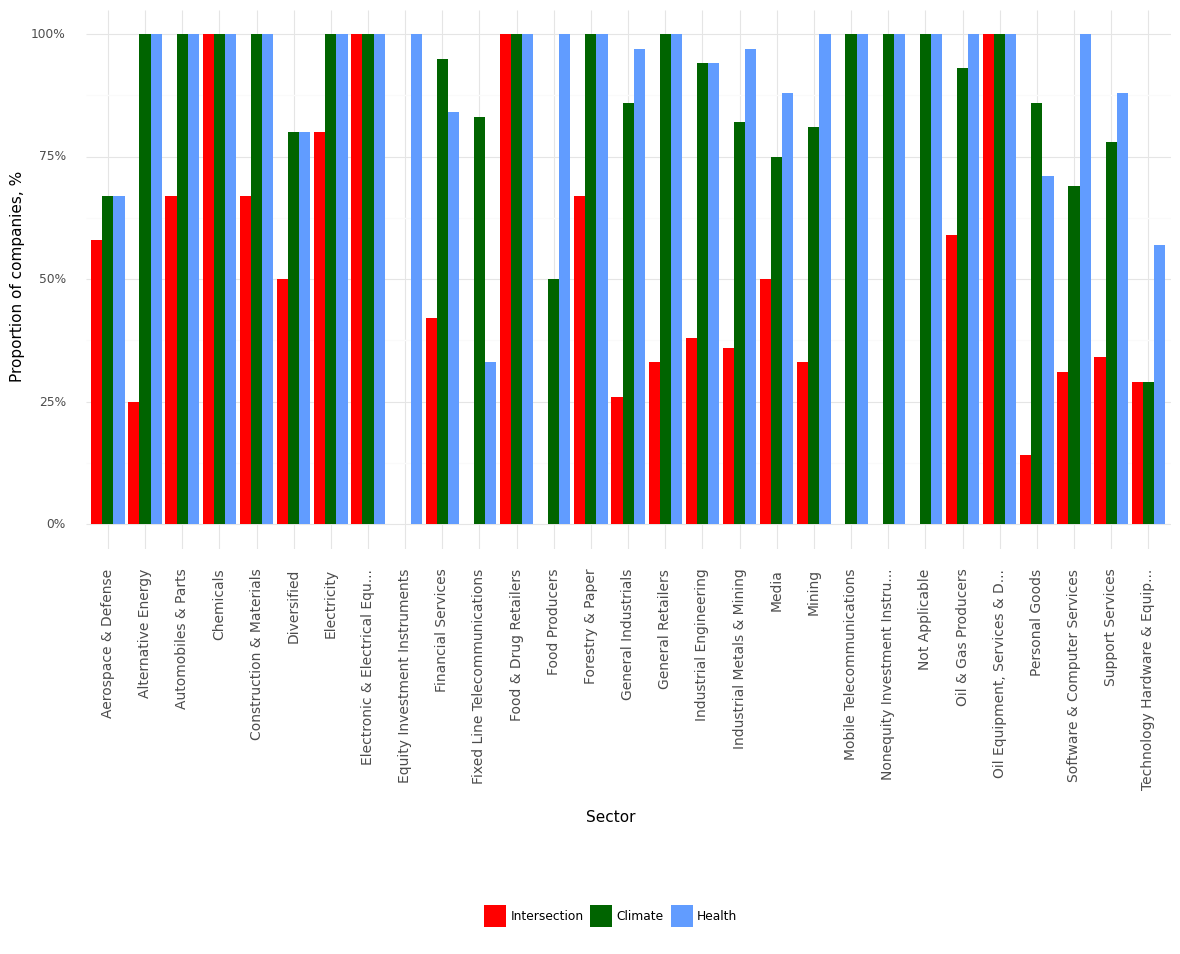 Proportion of companies, %
100%
75%
50%
25%
0%
Aerospace & Defense
Alternative Energy
Automobiles & Parts
Chemicals
Construction & Materials
Diversified
Electricity
Electronic & Electrical Equ...
Equity Investment Instruments
Financial Services
Fixed Line Telecommunications
Food & Drug Retailers
Food Producers
Forestry & Paper
General Industrials
General Retailers
Industrial Engineering
Industrial Metals & Mining
Media
Mining
Mobile Telecommunications
Nonequity Investment Instru...
Not Applicable
Oil & Gas Producers
Oil Equipment, Services & D...
Personal Goods
Software & Computer Services
Support Services
Technology Hardware & Equip...
Sector
Intersection Climate Health